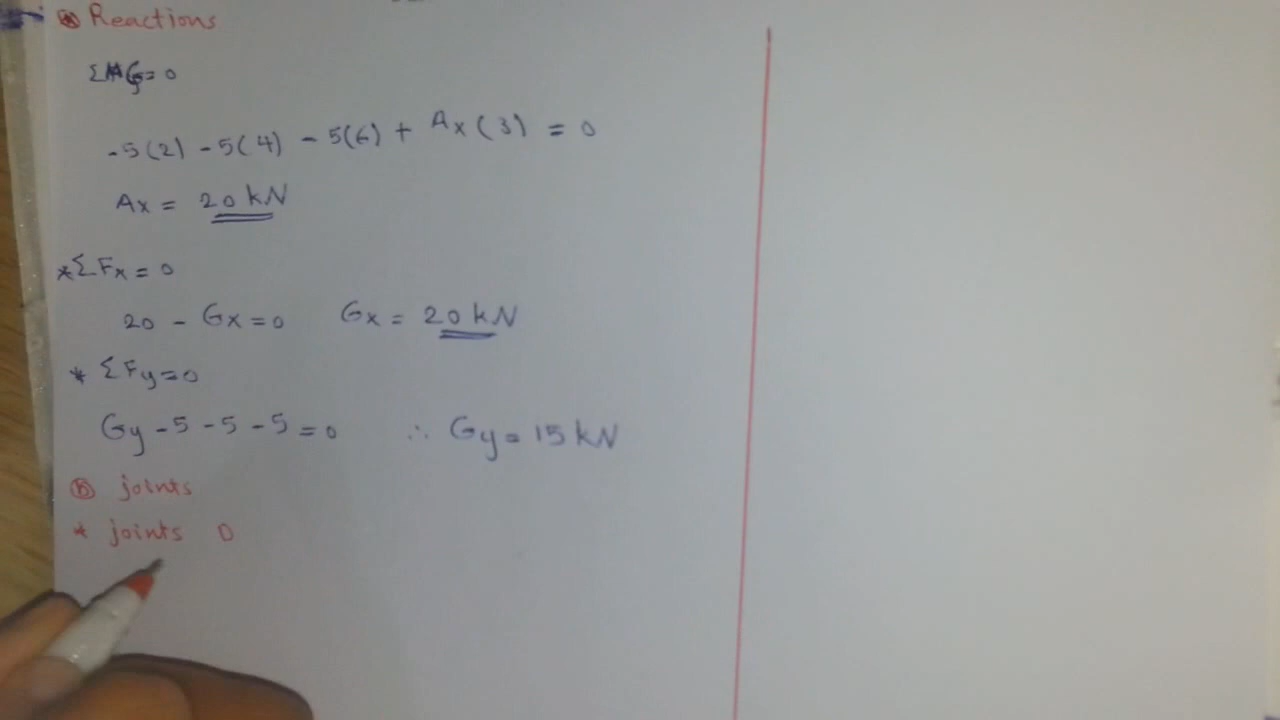 ⓐ Reactions
ΣMG=0
-5(2) -5(4) -5(6) + Ax(3) = 0
Ax = 20 kN
*ΣFx=0
20 - Gx=0 Gx = 20 kN
* ΣFy=0
Gy -5 -5 -5 =0 ∴ Gy= 15 kN
ⓑ joints
* joints D